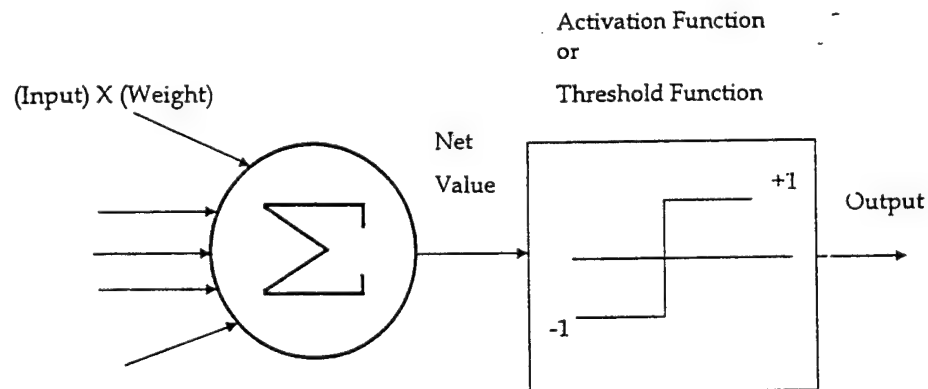 Activation Function
or
Threshold Function
(Input) X (Weight)
Net
Value
Σ
+1
-1
Output